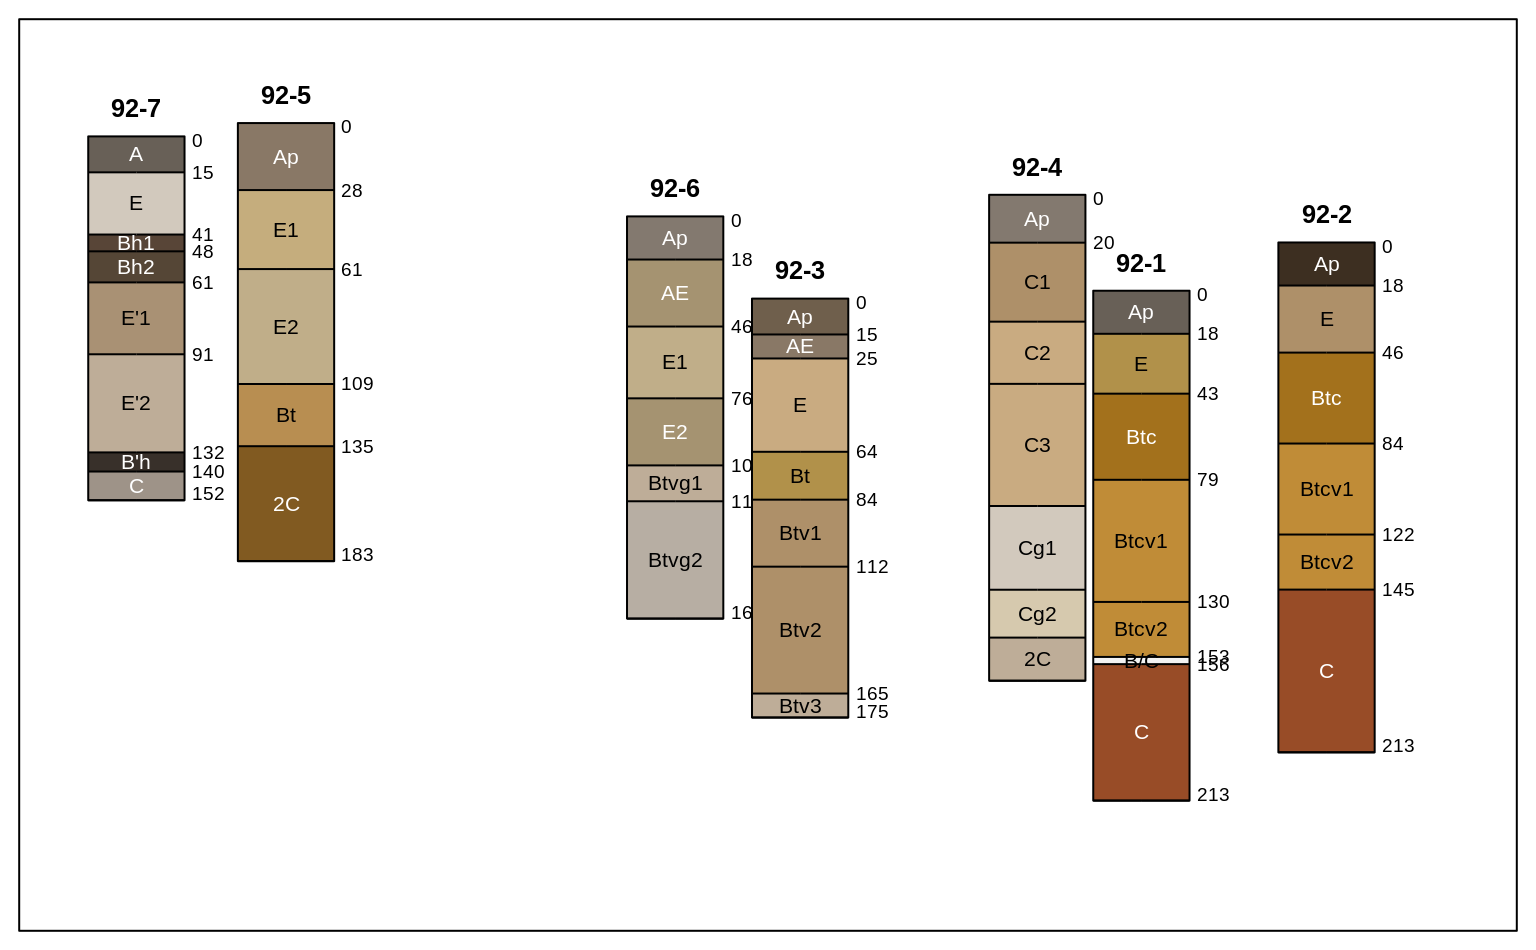 92-7
A
E
Bh1
Bh2
E'1
E'2
B'h
C
0
15
41
48
61
91
132
140
152
92-5
Ap
E1
E2
Bt
2C
0
28
61
109
135
183
92-6
Ap
AE
E1
E2
Btvg1
Btvg2
0
18
46
76
10
11
16
92-3
Ap
AE
E
Bt
Btv1
Btv2
Btv3
0
15
25
64
84
112
165
175
92-4
Ap
C1
C2
C3
Cg1
Cg2
2C
0
20
92-1
Ap
E
Btc
Btcv1
Btcv2
B/C
C
0
18
43
79
130
153
156
213
92-2
Ap
E
Btc
Btcv1
Btcv2
C
0
18
46
84
122
145
213